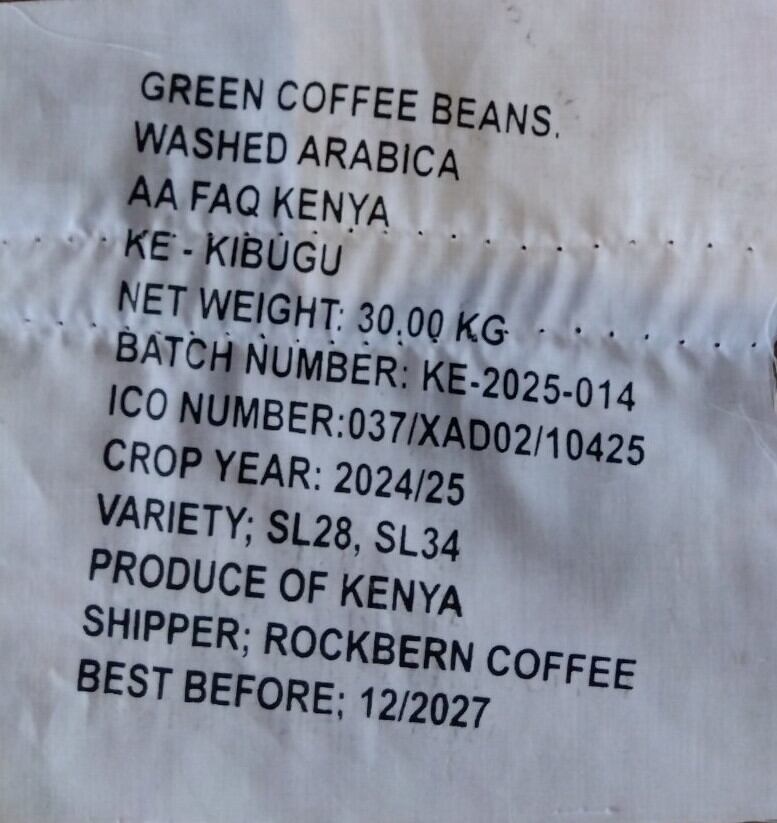 GREEN COFFEE BEANS.
WASHED ARABICA
AA FAQ KENYA
KE - KIBUGU
NET WEIGHT: 30.00 KG
BATCH NUMBER: KE-2025-014
ICO NUMBER:037/XAD02/10425
CROP YEAR: 2024/25
VARIETY; SL28, SL34
PRODUCE OF KENYA
SHIPPER; ROCKBERN COFFEE
BEST BEFORE; 12/2027